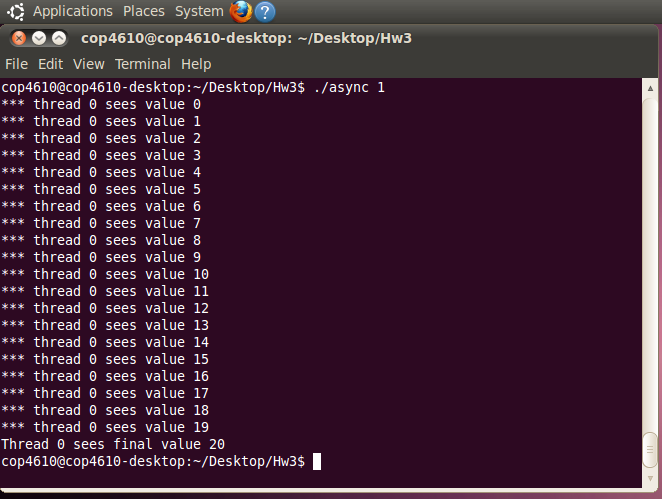 Applications Places System ?
cop4610@cop4610-desktop: ~/Desktop/Hw3
File Edit View Terminal Help
cop4610@cop4610-desktop:~/Desktop/Hw3$ ./async 1
*** thread 0 sees value 0
*** thread 0 sees value 1
*** thread 0 sees value 2
*** thread 0 sees value 3
*** thread 0 sees value 4
*** thread 0 sees value 5
*** thread 0 sees value 6
*** thread 0 sees value 7
*** thread 0 sees value 8
*** thread 0 sees value 9
*** thread 0 sees value 10
*** thread 0 sees value 11
*** thread 0 sees value 12
*** thread 0 sees value 13
*** thread 0 sees value 14
*** thread 0 sees value 15
*** thread 0 sees value 16
*** thread 0 sees value 17
*** thread 0 sees value 18
*** thread 0 sees value 19
Thread 0 sees final value 20
cop4610@cop4610-desktop:~/Desktop/Hw3$